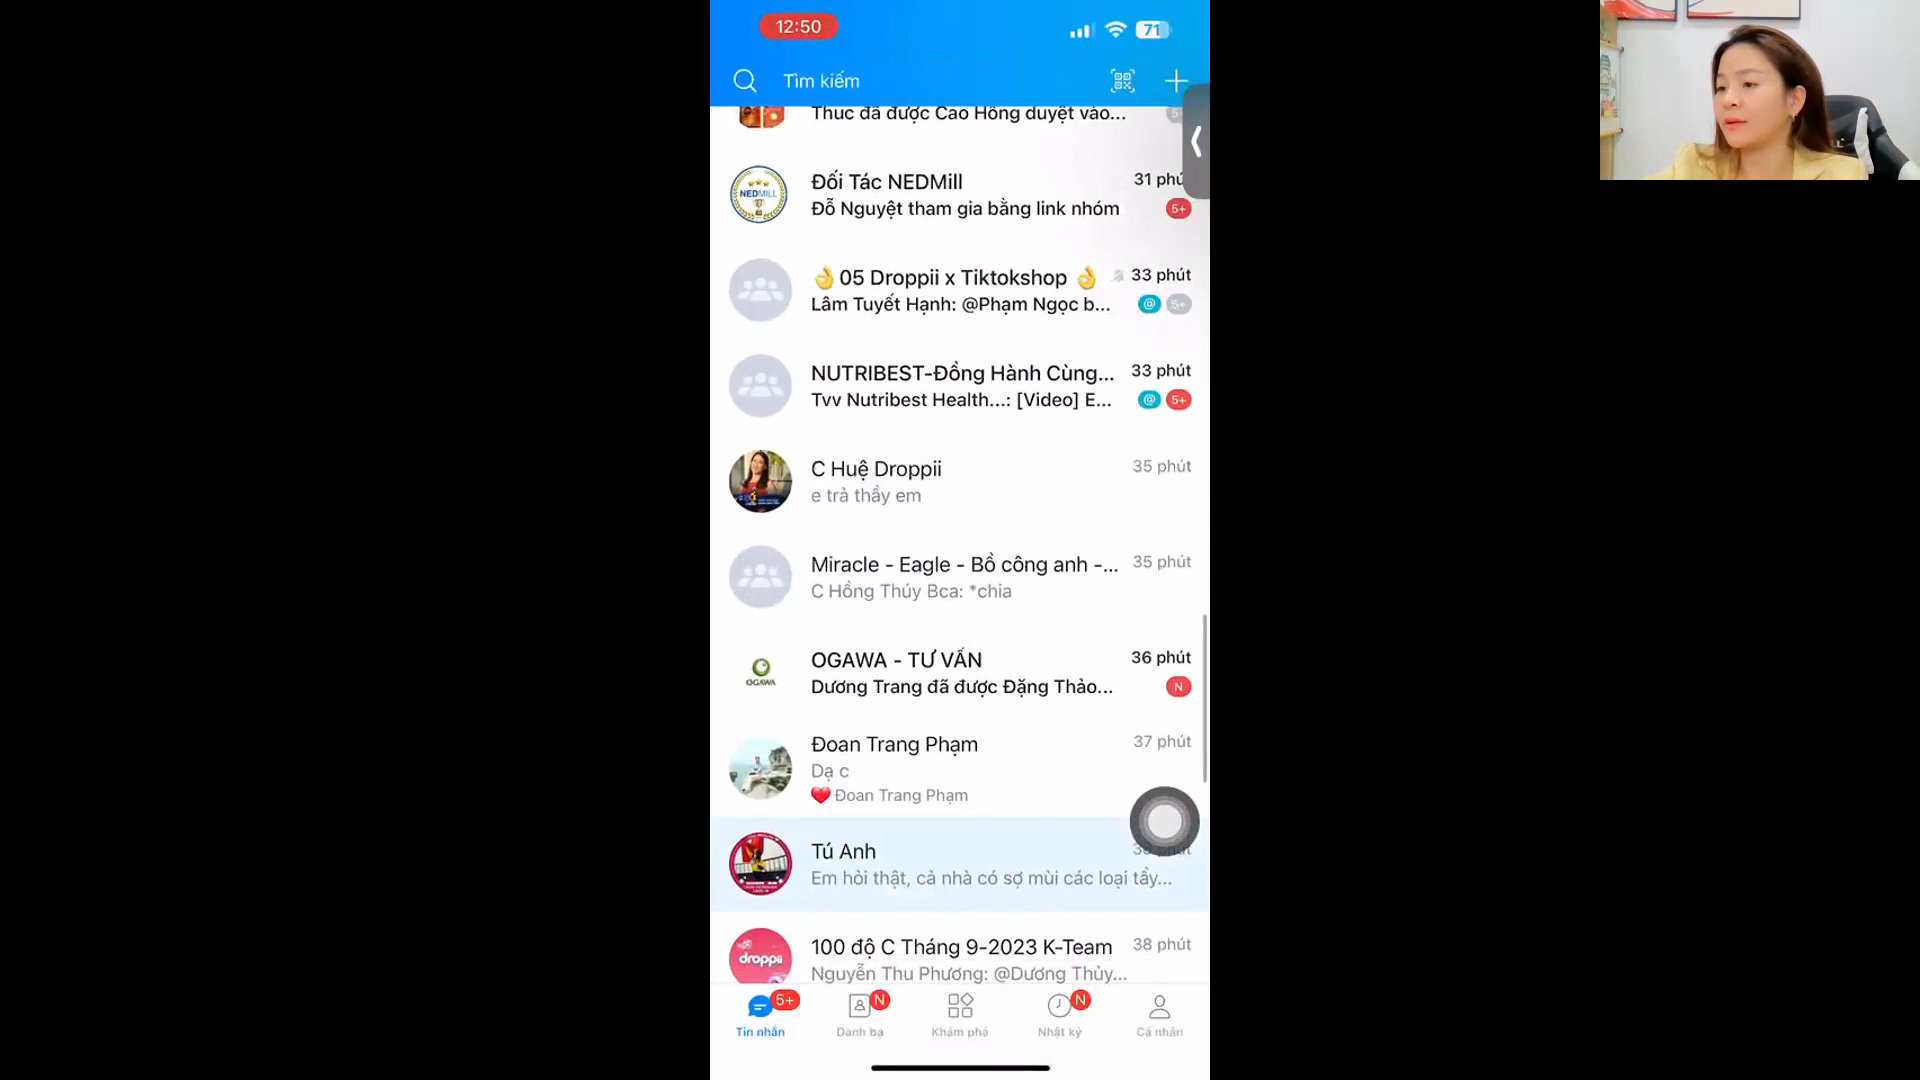 12:50
71
Tìm kiếm
Thuc đã được Cao Hồng duyệt vào...
5+
Đối Tác NEDMill
31 phú
NEDMILL
Đỗ Nguyệt tham gia bằng link nhóm
5+
👌05 Droppii x Tiktokshop 👌
33 phút
Lâm Tuyết Hạnh: @Phạm Ngọc b...
@ 5+
NUTRIBEST-Đồng Hành Cùng...
33 phút
Tvv Nutribest Health...: [Video] E...
@ 5+
C Huệ Droppii
35 phút
e trả thầy em
Miracle - Eagle - Bồ công anh -...
35 phút
C Hồng Thúy Bca: *chia
OGAWA - TƯ VẤN
36 phút
OGAWA
Dương Trang đã được Đặng Thảo...
N
Đoan Trang Phạm
37 phút
Dạ c
❤️ Đoan Trang Phạm
Tú Anh
Em hỏi thật, cả nhà có sợ mùi các loại tẩy...
100 độ C Tháng 9-2023 K-Team
38 phút
droppii
Nguyễn Thu Phương: @Dương Thủy...
5+
N
N
Tin nhắn
Danh bạ
Khám phá
Nhật ký
Cá nhân